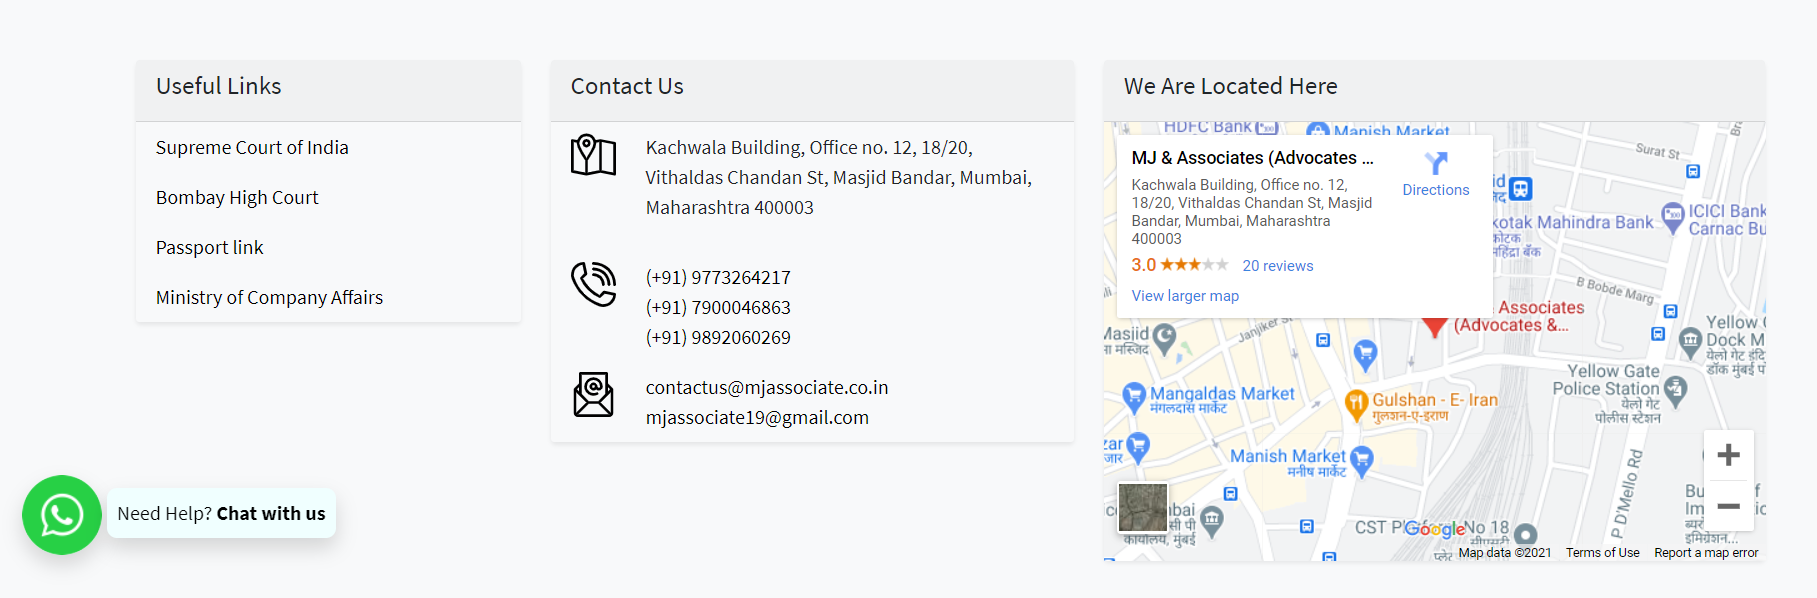 Useful Links
Supreme Court of India
Bombay High Court
Passport link
Ministry of Company Affairs
Contact Us
Kachwala Building, Office no. 12, 18/20,
Vithaldas Chandan St, Masjid Bandar, Mumbai,
Maharashtra 400003
(+91) 9773264217
(+91) 7900046863
(+91) 9892060269
contactus@mjassociate.co.in
mjassociate19@gmail.com
Need Help? Chat with us
We Are Located Here
HDFC Bank
Manish Market
MJ & Associates (Advocates ...
Directions
Kachwala Building, Office no. 12,
18/20, Vithaldas Chandan St, Masjid
Bandar, Mumbai, Maharashtra
400003
3.0
20 reviews
View larger map
Surat St
ICICI Bank
Carnac Bu
kotak Mahindra Bank
कोटक
महिंद्रा बँक
B Bobde Marg
Associates
(Advocates &...
Janjiker St
Masjid
मस्जिद
Yellow
Dock M
येलो गेट
डॉक मुंबई
Yellow Gate
Police Station
येलो गेट
पोलीस स्टेशन
Mangaldas Market
मंगलदास मार्केट
Gulshan - E- Iran
गुलशन-ए-इराण
Manish Market
मनीष मार्केट
P D'Mello Rd
कार्यालय, मुंबई
CST
No 18
Google
Map data ©2021
Terms of Use
Report a map error